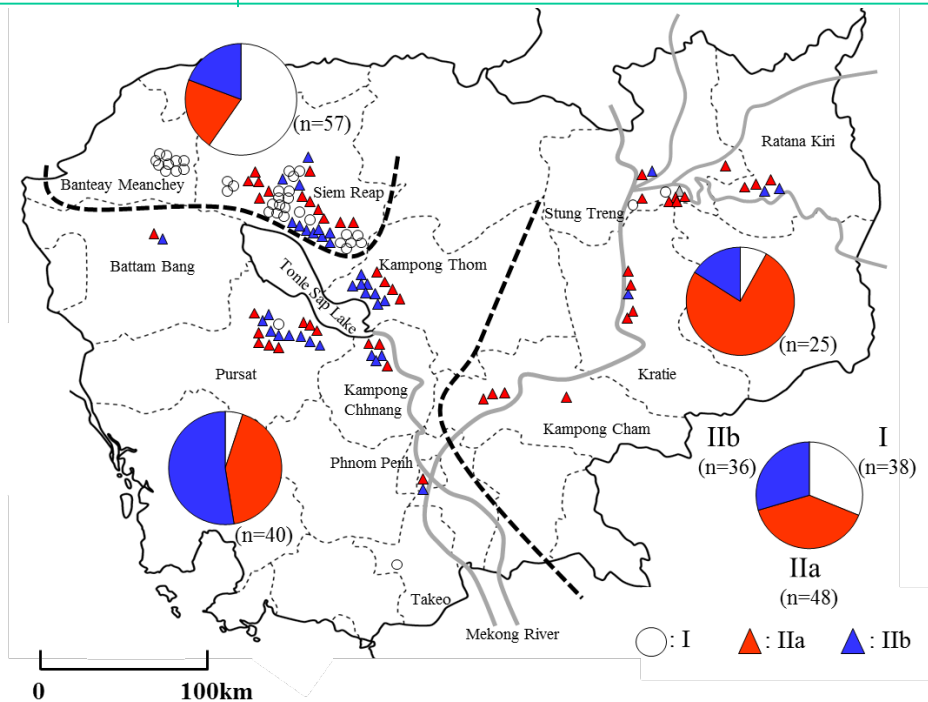 (n=57)
Ratana Kiri
Banteay Meanchey
Siem Reap
Stung Treng
Battam Bang
Kampong Thom
Tonle Sap Lake
(n=25)
Pursat
Kampong
Chhnang
Kratie
Kampong Cham
IIb
I
(n=36)
(n=38)
Phnom Penh
(n=40)
IIa
(n=48)
Takeo
Mekong River
: I
: IIa
: IIb
0
100km